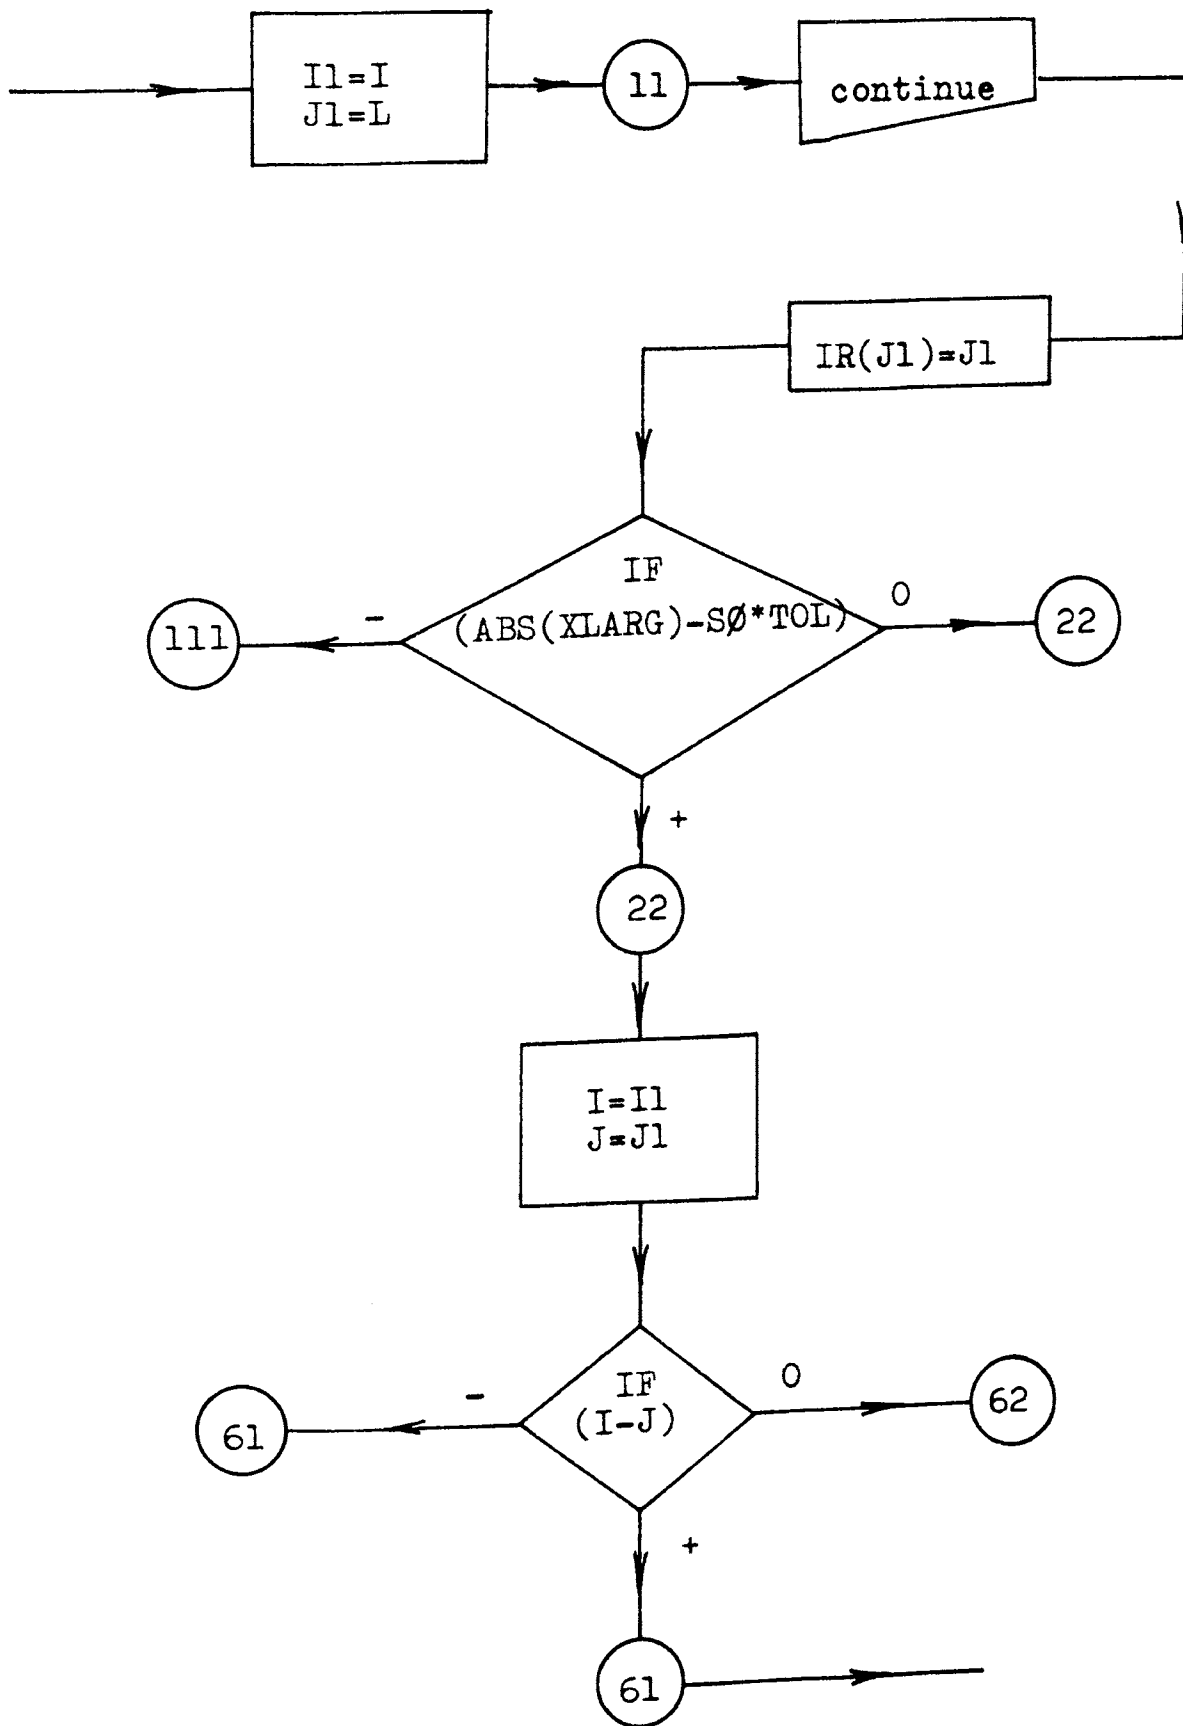 I1=I
J1=L
11
continue
IR(J1)=J1
IF
(ABS(XLARG)-SØ*TOL)
-
0
111
22
+
22
I=I1
J=J1
IF
(I-J)
-
0
61
62
+
61